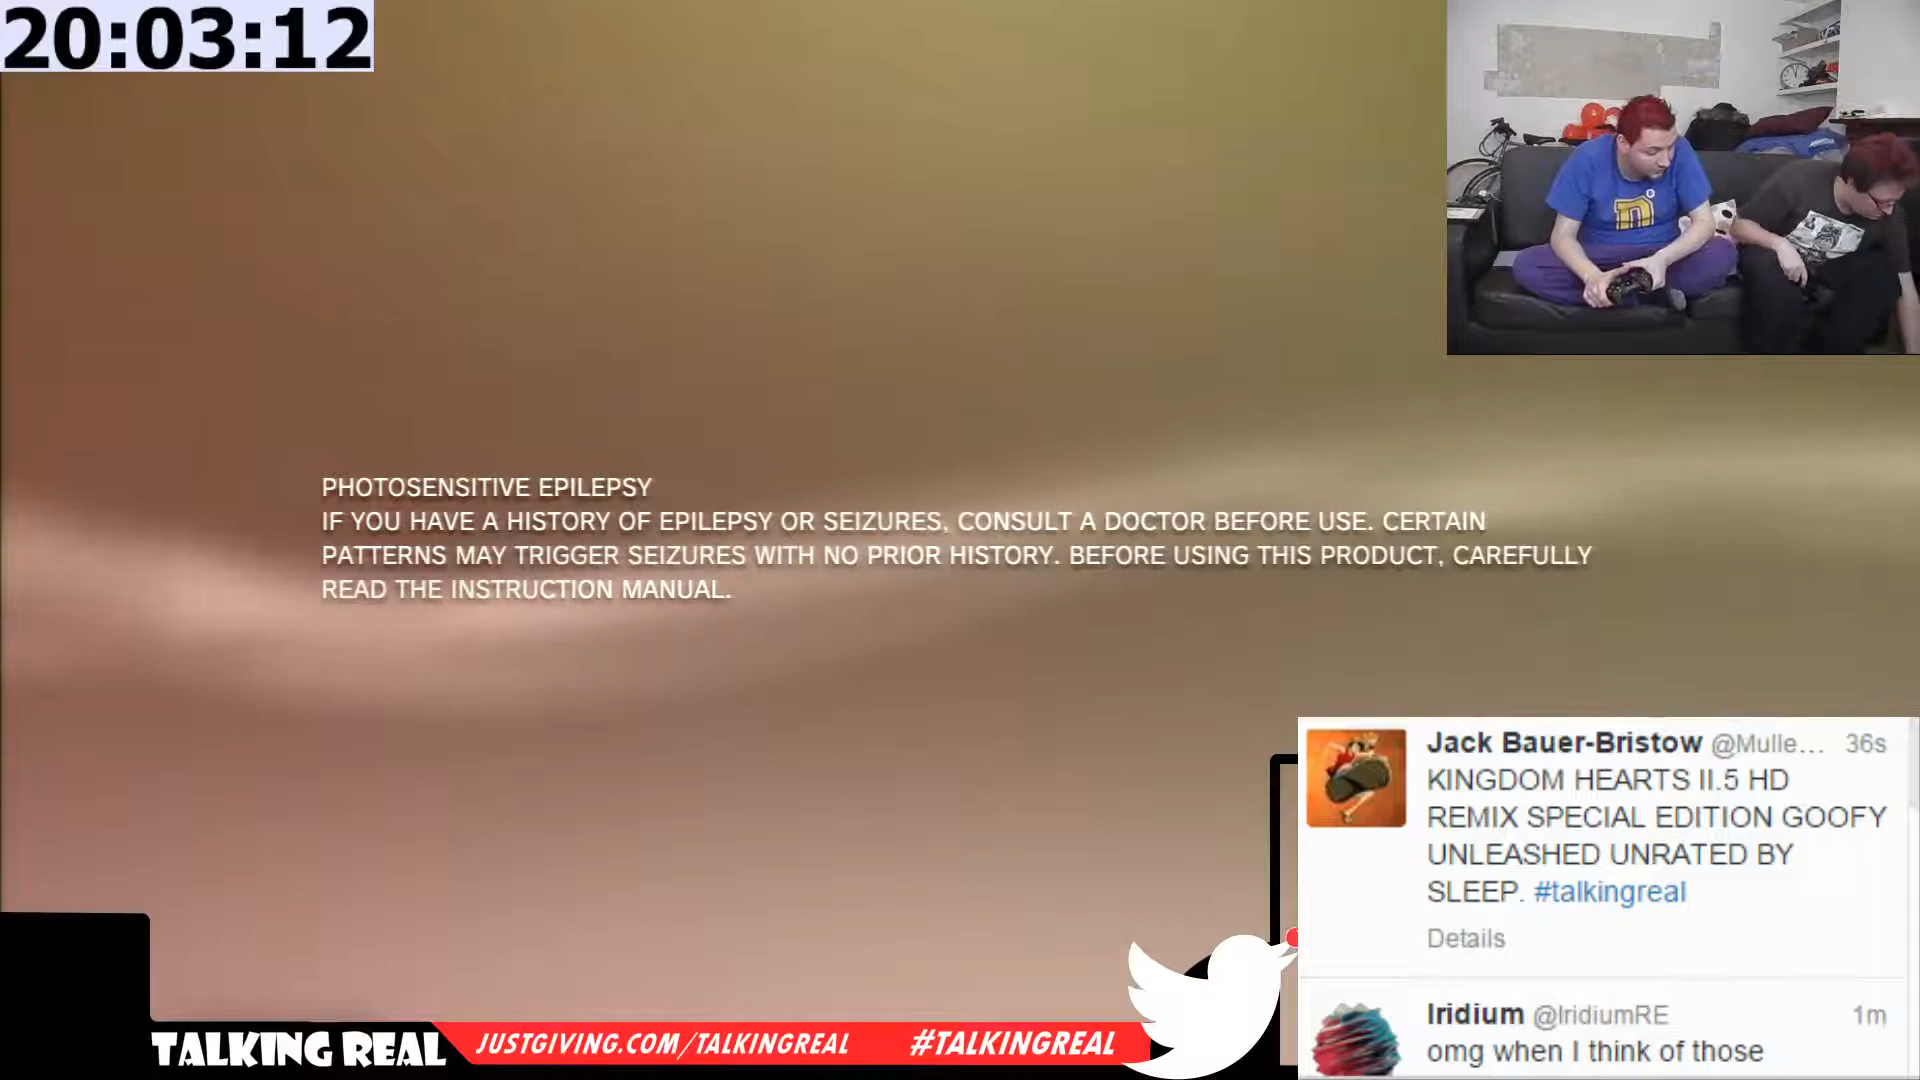 20:03:12
PHOTOSENSITIVE EPILEPSY
IF YOU HAVE A HISTORY OF EPILEPSY OR SEIZURES, CONSULT A DOCTOR BEFORE USE. CERTAIN
PATTERNS MAY TRIGGER SEIZURES WITH NO PRIOR HISTORY. BEFORE USING THIS PRODUCT, CAREFULLY
READ THE INSTRUCTION MANUAL.
Jack Bauer-Bristow @Mulle... 36s
KINGDOM HEARTS II.5 HD
REMIX SPECIAL EDITION GOOFY
UNLEASHED UNRATED BY
SLEEP. #talkingreal
Details
Iridium @IridiumRE 1m
omg when I think of those
TALKING REAL JUSTGIVING.COM/TALKINGREAL #TALKINGREAL